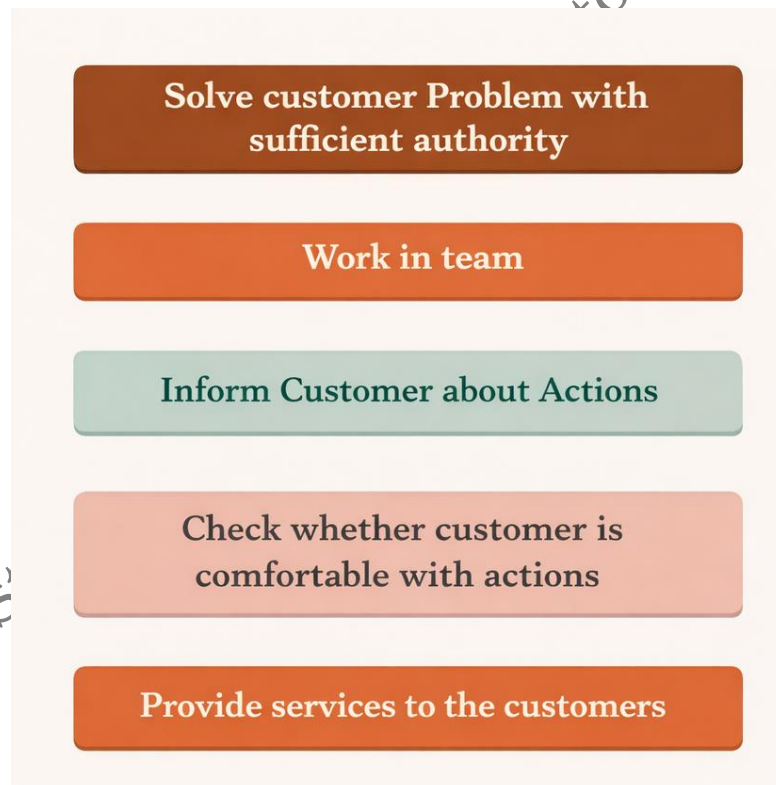 Solve customer Problem with
sufficient authority
Work in team
Inform Customer about Actions
Check whether customer is
comfortable with actions
Provide services to the customers